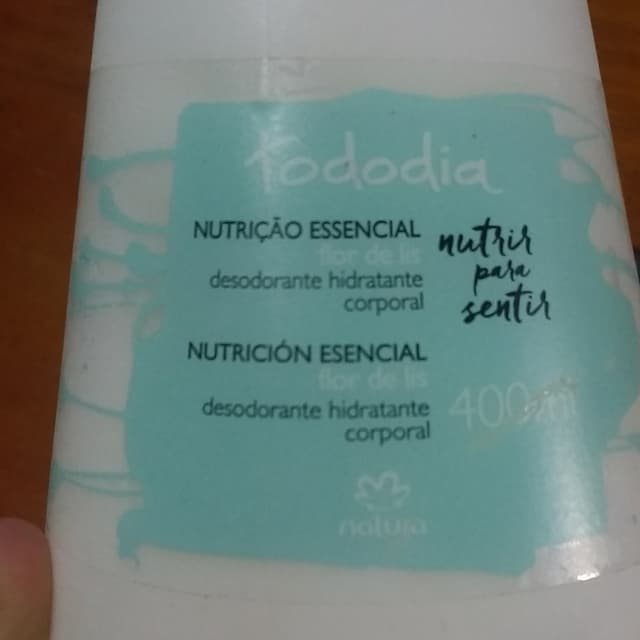 Tododia
NUTRIÇÃO ESSENCIAL
flor de lis
desodorante hidratante
corporal
nutrir
para
sentir
NUTRICIÓN ESENCIAL
flor de lis
desodorante hidratante
corporal
400ml
natura